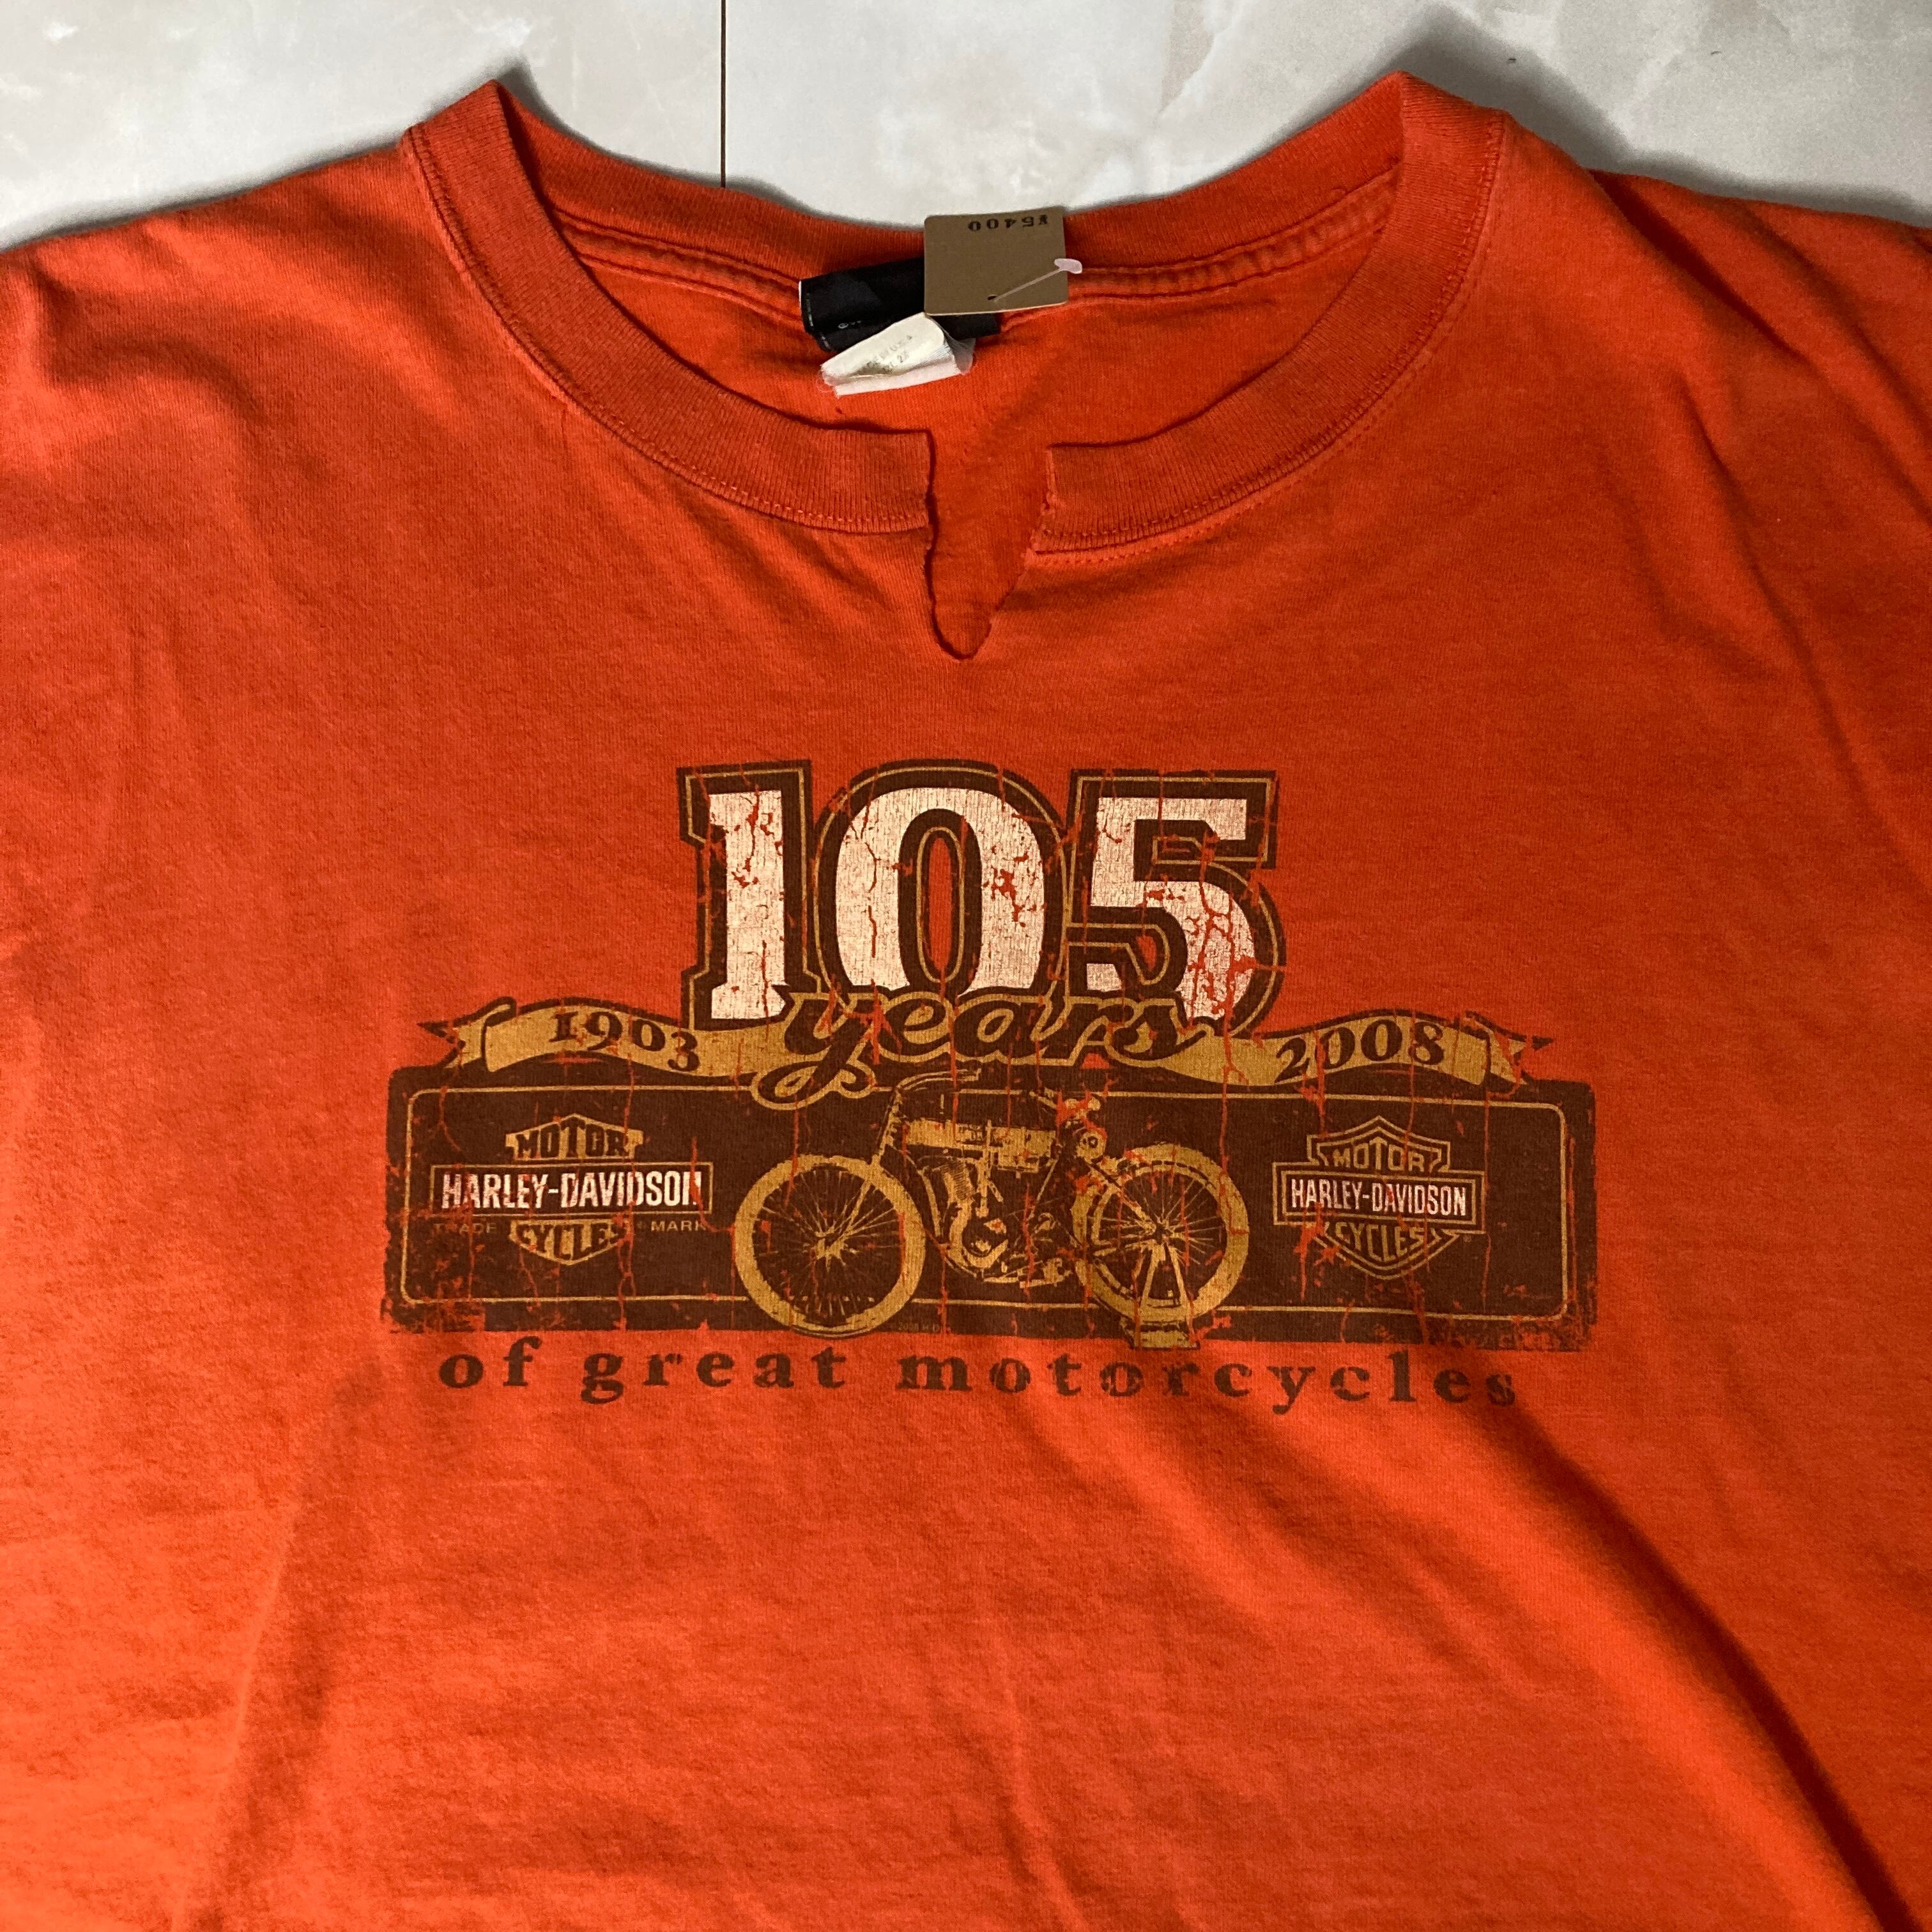 ¥5400
105
years
1903
2008
MOTOR
HARLEY-DAVIDSON
TRADE MARK
CYCLES
MOTOR
HARLEY-DAVIDSON
CYCLES
of great motorcycles